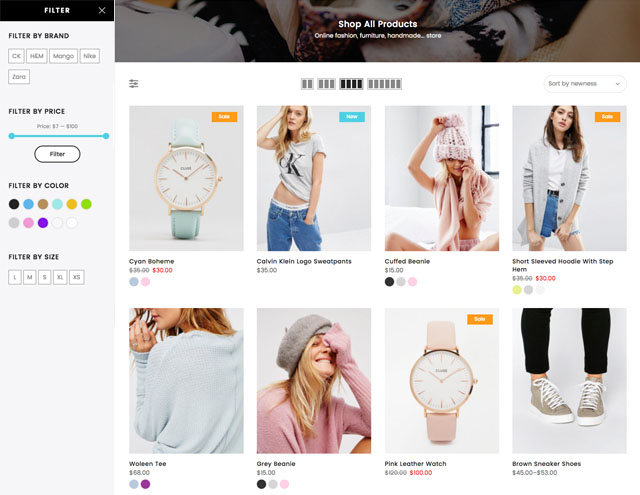 FILTER
FILTER BY BRAND
CK H&M Mango Nike
Zara
FILTER BY PRICE
Price: $7 — $100
Filter
FILTER BY COLOR
FILTER BY SIZE
L M S XL XS
Shop All Products
Online fashion, furniture, handmade... store
Sort by newness
Sale
CLUSE
Cyan Boheme
$35.00 $30.00
New
CK
Calvin Klein Logo Sweatpants
$35.00
Cuffed Beanie
$15.00
Sale
Short Sleeved Hoodie With Step
Hem
$35.00 $30.00
Woleen Tee
$68.00
Grey Beanie
$15.00
Sale
CLUSE
Pink Leather Watch
$120.00 $100.00
Brown Sneaker Shoes
$45.00–$53.00